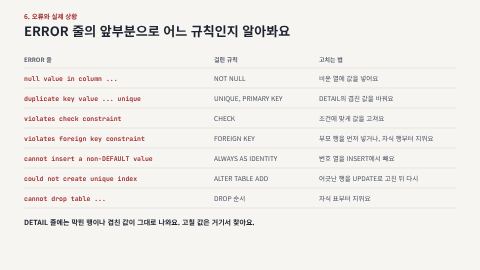 6. 오류와 실제 상황
ERROR 줄의 앞부분으로 어느 규칙인지 알아봐요
ERROR 줄 걸린 규칙 고치는 법
null value in column ... NOT NULL 비운 열에 값을 넣어요
duplicate key value ... unique UNIQUE, PRIMARY KEY DETAIL의 겹친 값을 바꿔요
violates check constraint CHECK 조건에 맞게 값을 고쳐요
violates foreign key constraint FOREIGN KEY 부모 행을 먼저 넣거나, 자식 행부터 지워요
cannot insert a non-DEFAULT value ALWAYS AS IDENTITY 번호 열을 INSERT에서 빼요
could not create unique index ALTER TABLE ADD 어긋난 행을 UPDATE로 고친 뒤 다시
cannot drop table ... DROP 순서 자식 표부터 지워요
DETAIL 줄에는 막힌 행이나 겹친 값이 그대로 나와요. 고칠 값은 거기서 찾아요.